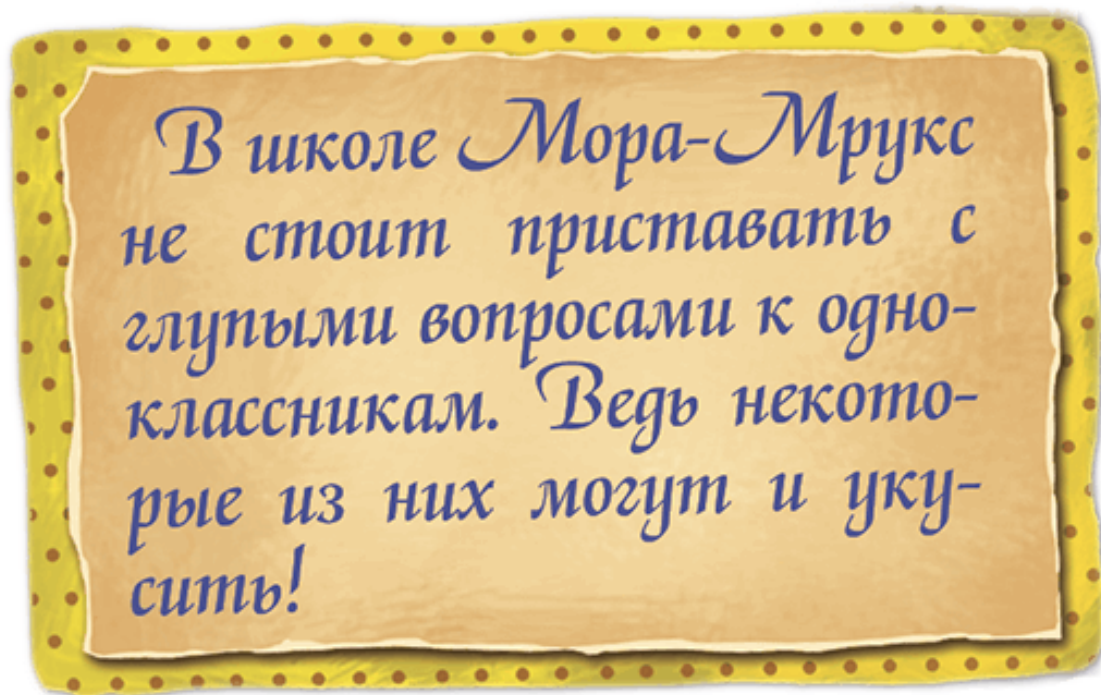 В школе Мора-Мрукс
не стоит приставать с
глупыми вопросами к одно-
классникам. Ведь некото-
рые из них могут и уку-
сить!